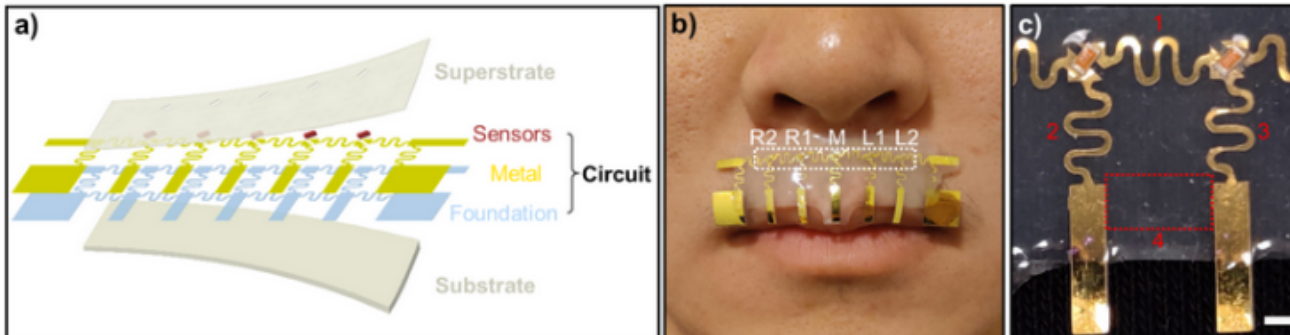 a)
Superstrate
Sensors
Metal
Circuit
Foundation
Substrate
b)
R2 R1 M L1 L2
c)
1
2
3
4